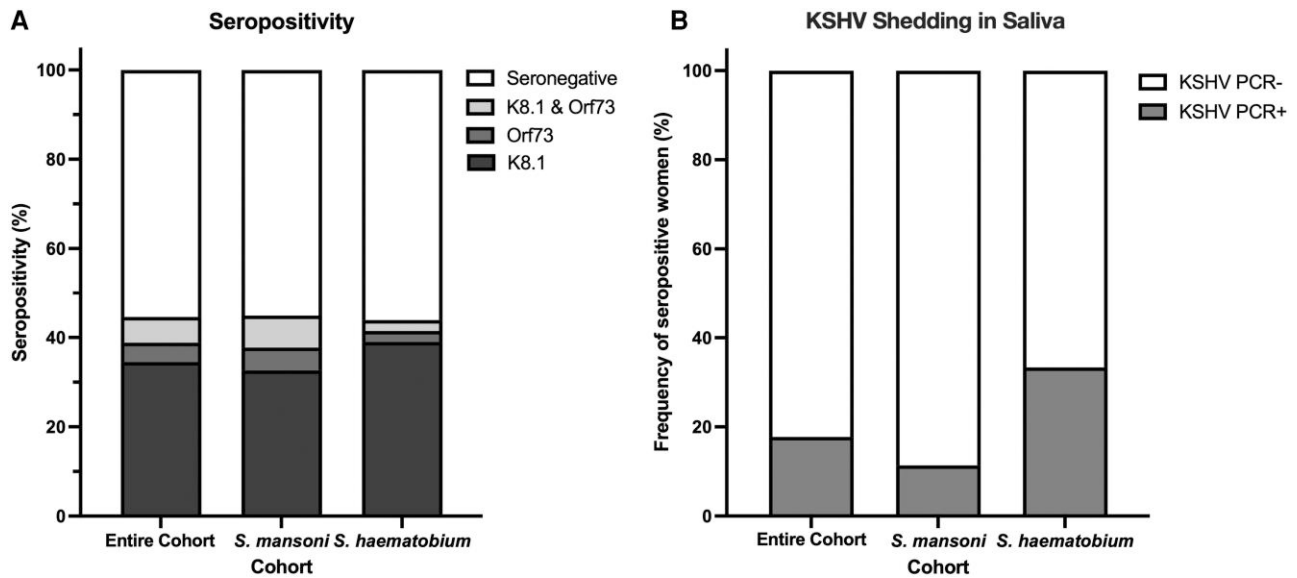 A
Seropositivity
Seropositivity (%)
100
80
60
40
20
0
Entire Cohort
S. mansoni
S. haematobium
Cohort
Seronegative
K8.1 & Orf73
Orf73
K8.1
B
KSHV Shedding in Saliva
Frequency of seropositive women (%)
100
80
60
40
20
0
Entire Cohort
S. mansoni
S. haematobium
Cohort
KSHV PCR-
KSHV PCR+